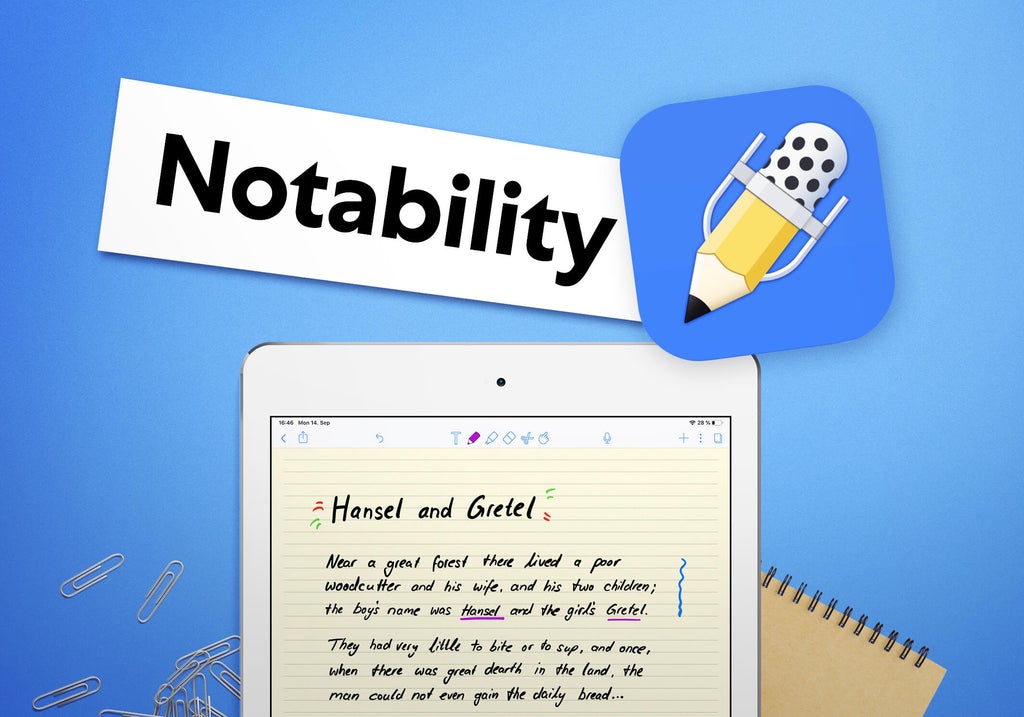 Notability
16:46 Mon 14. Sep
28 %
T
Hansel and Gretel
Near a great forest there lived a poor
woodcutter and his wife, and his two children;
the boy's name was Hansel and the girl's Gretel.
They had very little to bite or to sup, and once,
when there was great dearth in the land, the
man could not even gain the daily bread...